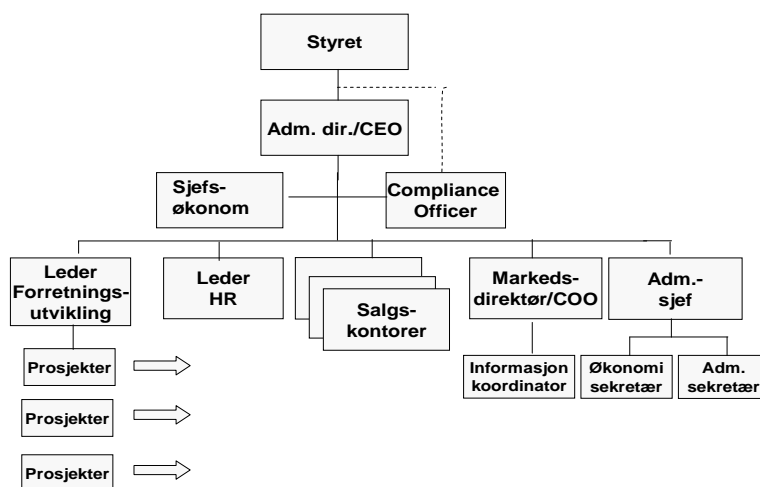 Styret
Adm. dir./CEO
Sjefs-
økonom
Compliance
Officer
Leder
Forretnings-
utvikling
Leder
HR
Salgs-
kontorer
Markeds-
direktør/COO
Adm.-
sjef
Prosjekter
Informasjon
koordinator
Økonomi
sekretær
Adm.
sekretær
Prosjekter
Prosjekter